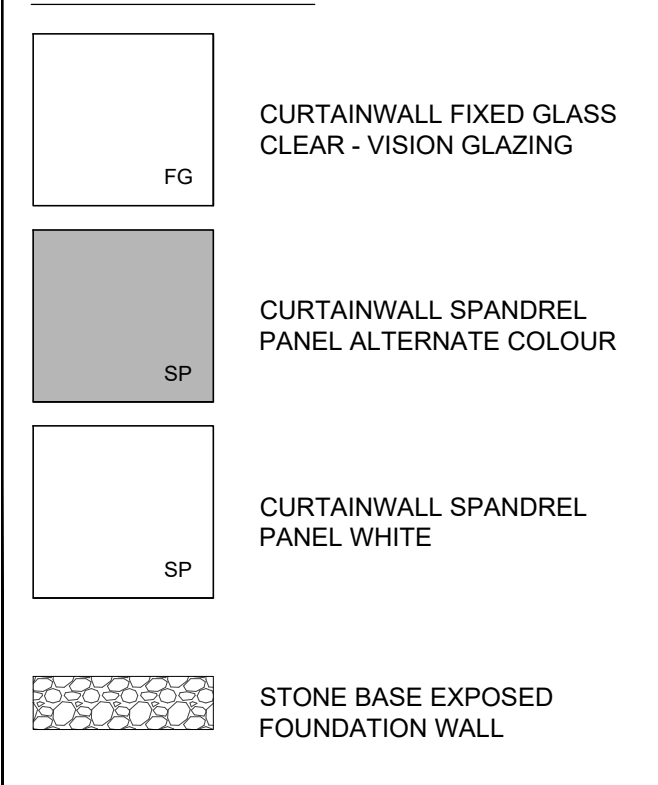 CURTAINWALL FIXED GLASS
CLEAR - VISION GLAZING
FG
CURTAINWALL SPANDREL
PANEL ALTERNATE COLOUR
SP
CURTAINWALL SPANDREL
PANEL WHITE
SP
STONE BASE EXPOSED
FOUNDATION WALL